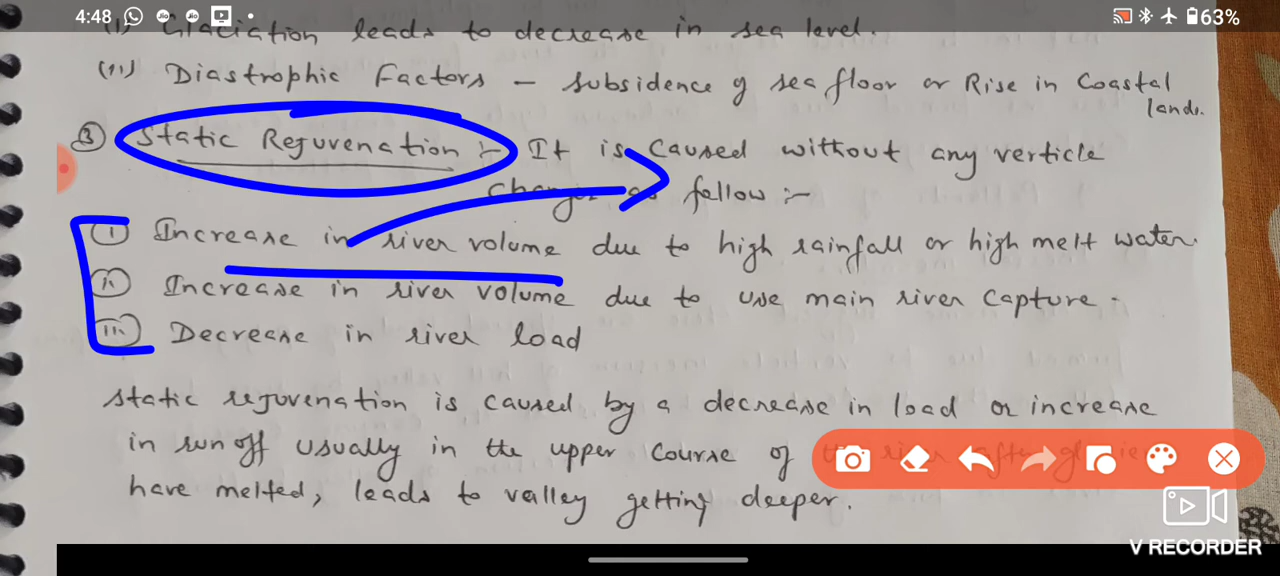 4:48 63%
(i) Glaciation leads to decrease in sea level.
(ii) Diastrophic Factors – subsidence of sea floor or Rise in Coastal
lands.
③ Static Rejuvenation :- It is caused without any verticle
changes as follow :-
(i) Increase in river volume due to high rainfall or high melt water.
(ii) Increase in river volume due to use main river capture.
(iii) Decrease in river load
static rejuvenation is caused by a decrease in load or increase
in run off usually in the upper course of
have melted, leads to valley getting deeper.
V RECORDER